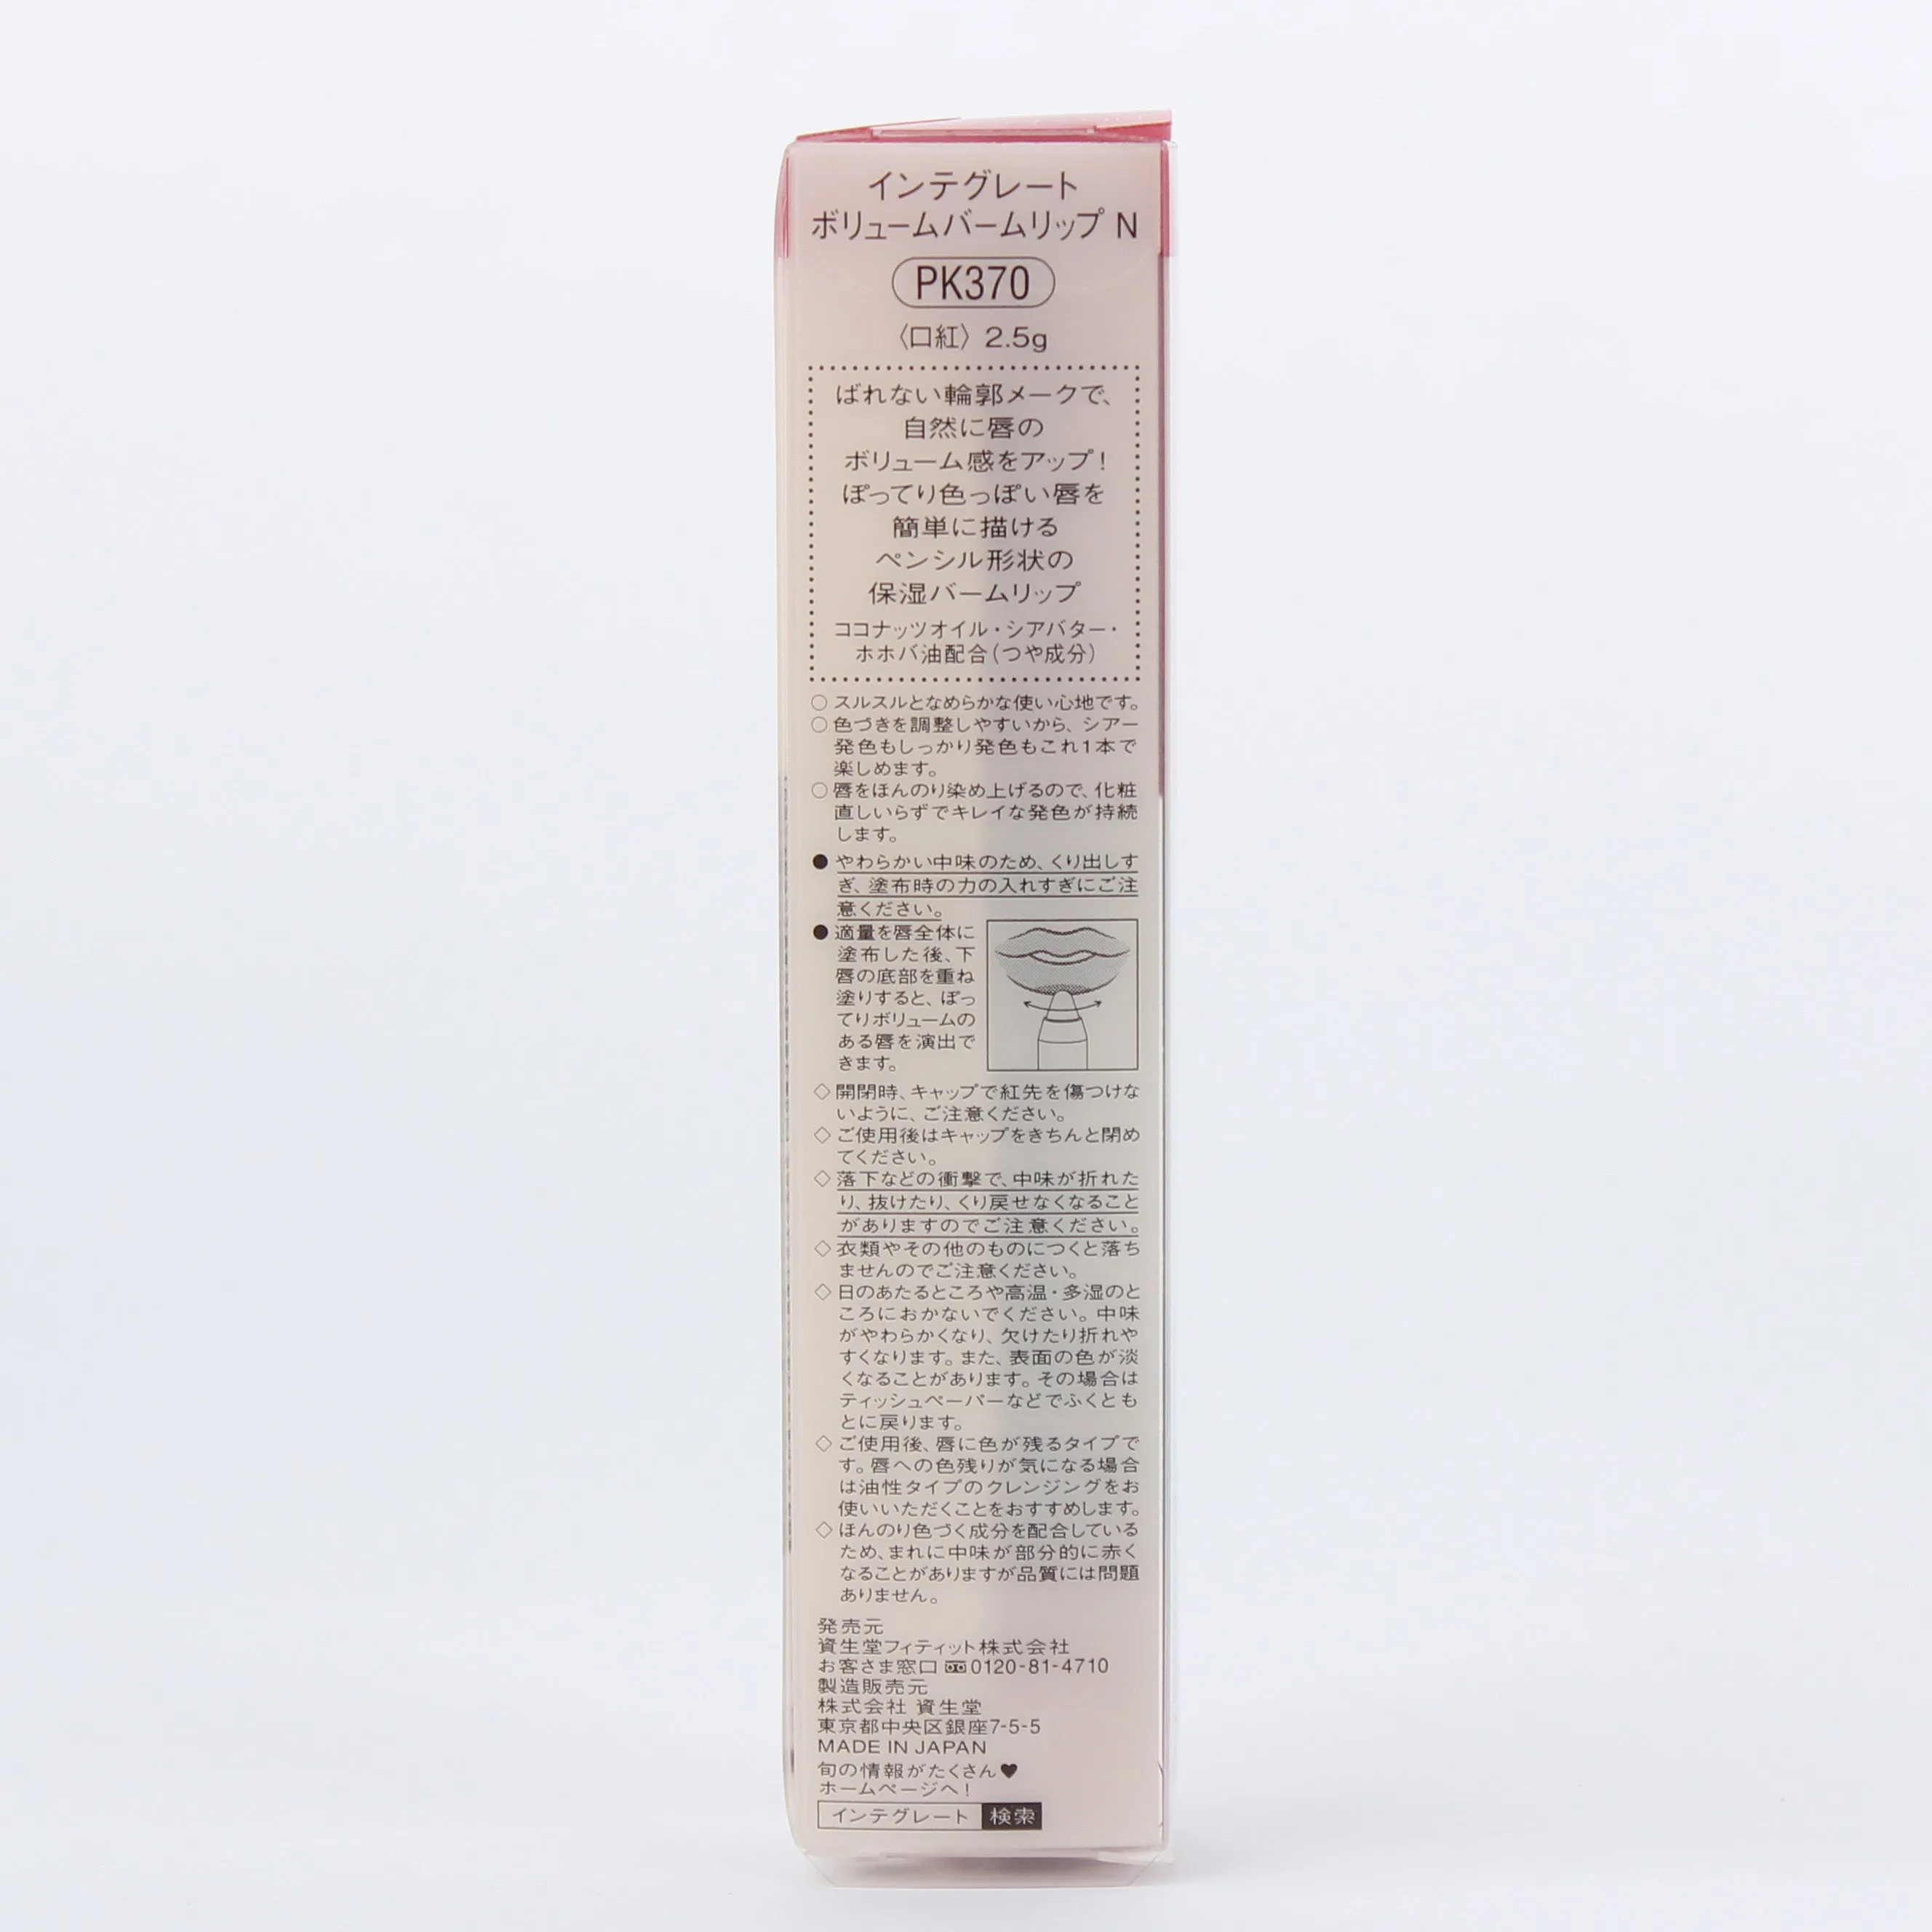 インテグレート
ボリュームバームリップ N
PK370
〈口紅〉2.5g
ばれない輪郭メークで、
自然に唇の
ボリューム感をアップ！
ぽってり色っぽい唇を
簡単に描ける
ペンシル形状の
保湿バームリップ
ココナッツオイル・シアバター・
ホホバ油配合（つや成分）
○ スルスルとなめらかな使い心地です。
○ 色づきを調整しやすいから、シアー
発色もしっかり発色もこれ1本で
楽しめます。
○ 唇をほんのり染め上げるので、化粧
直しいらずでキレイな発色が持続
します。
● やわらかい中味のため、くり出しす
ぎ、塗布時の力の入れすぎにご注
意ください。
● 適量を唇全体に
塗布した後、下
唇の底部を重ね
塗りすると、ぽっ
てりボリュームの
ある唇を演出で
きます。
◇ 開閉時、キャップで紅先を傷つけな
いように、ご注意ください。
◇ ご使用後はキャップをきちんと閉め
てください。
◇ 落下などの衝撃で、中味が折れた
り、抜けたり、くり戻せなくなること
がありますのでご注意ください。
◇ 衣類やその他のものにつくと落ち
ませんのでご注意ください。
◇ 日のあたるところや高温・多湿のと
ころにおかないでください。中味
がやわらかくなり、欠けたり折れや
すくなります。また、表面の色が淡
くなることがあります。その場合は
ティッシュペーパーなどでふくとも
とに戻ります。
◇ ご使用後、唇に色が残るタイプで
す。唇への色残りが気になる場合
は油性タイプのクレンジングをお
使いいただくことをおすすめします。
◇ ほんのり色づく成分を配合している
ため、まれに中味が部分的に赤く
なることがありますが品質には問題
ありません。
発売元
資生堂フィティット株式会社
お客さま窓口 0120-81-4710
製造販売元
株式会社 資生堂
東京都中央区銀座7-5-5
MADE IN JAPAN
旬の情報がたくさん♥
ホームページへ！
インテグレート 検索